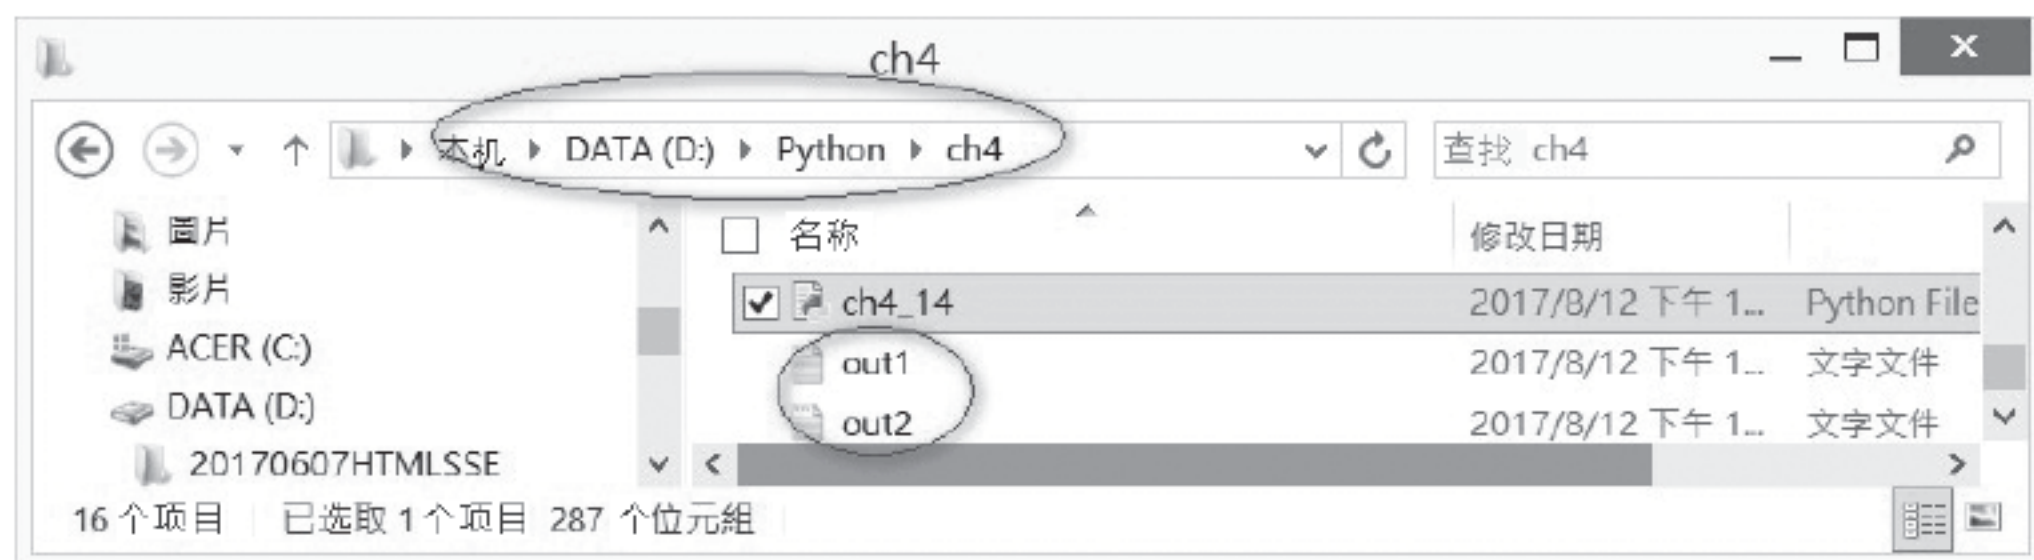 ch4
本机 DATA (D:) Python ch4 查找 ch4
圖片
影片
ACER (C:)
DATA (D:)
20170607HTMLSSE
名称 修改日期
ch4_14 2017/8/12 下午 1... Python File
out1 2017/8/12 下午 1... 文字文件
out2 2017/8/12 下午 1... 文字文件
16 个项目 已选取 1 个项目 287 个位元組